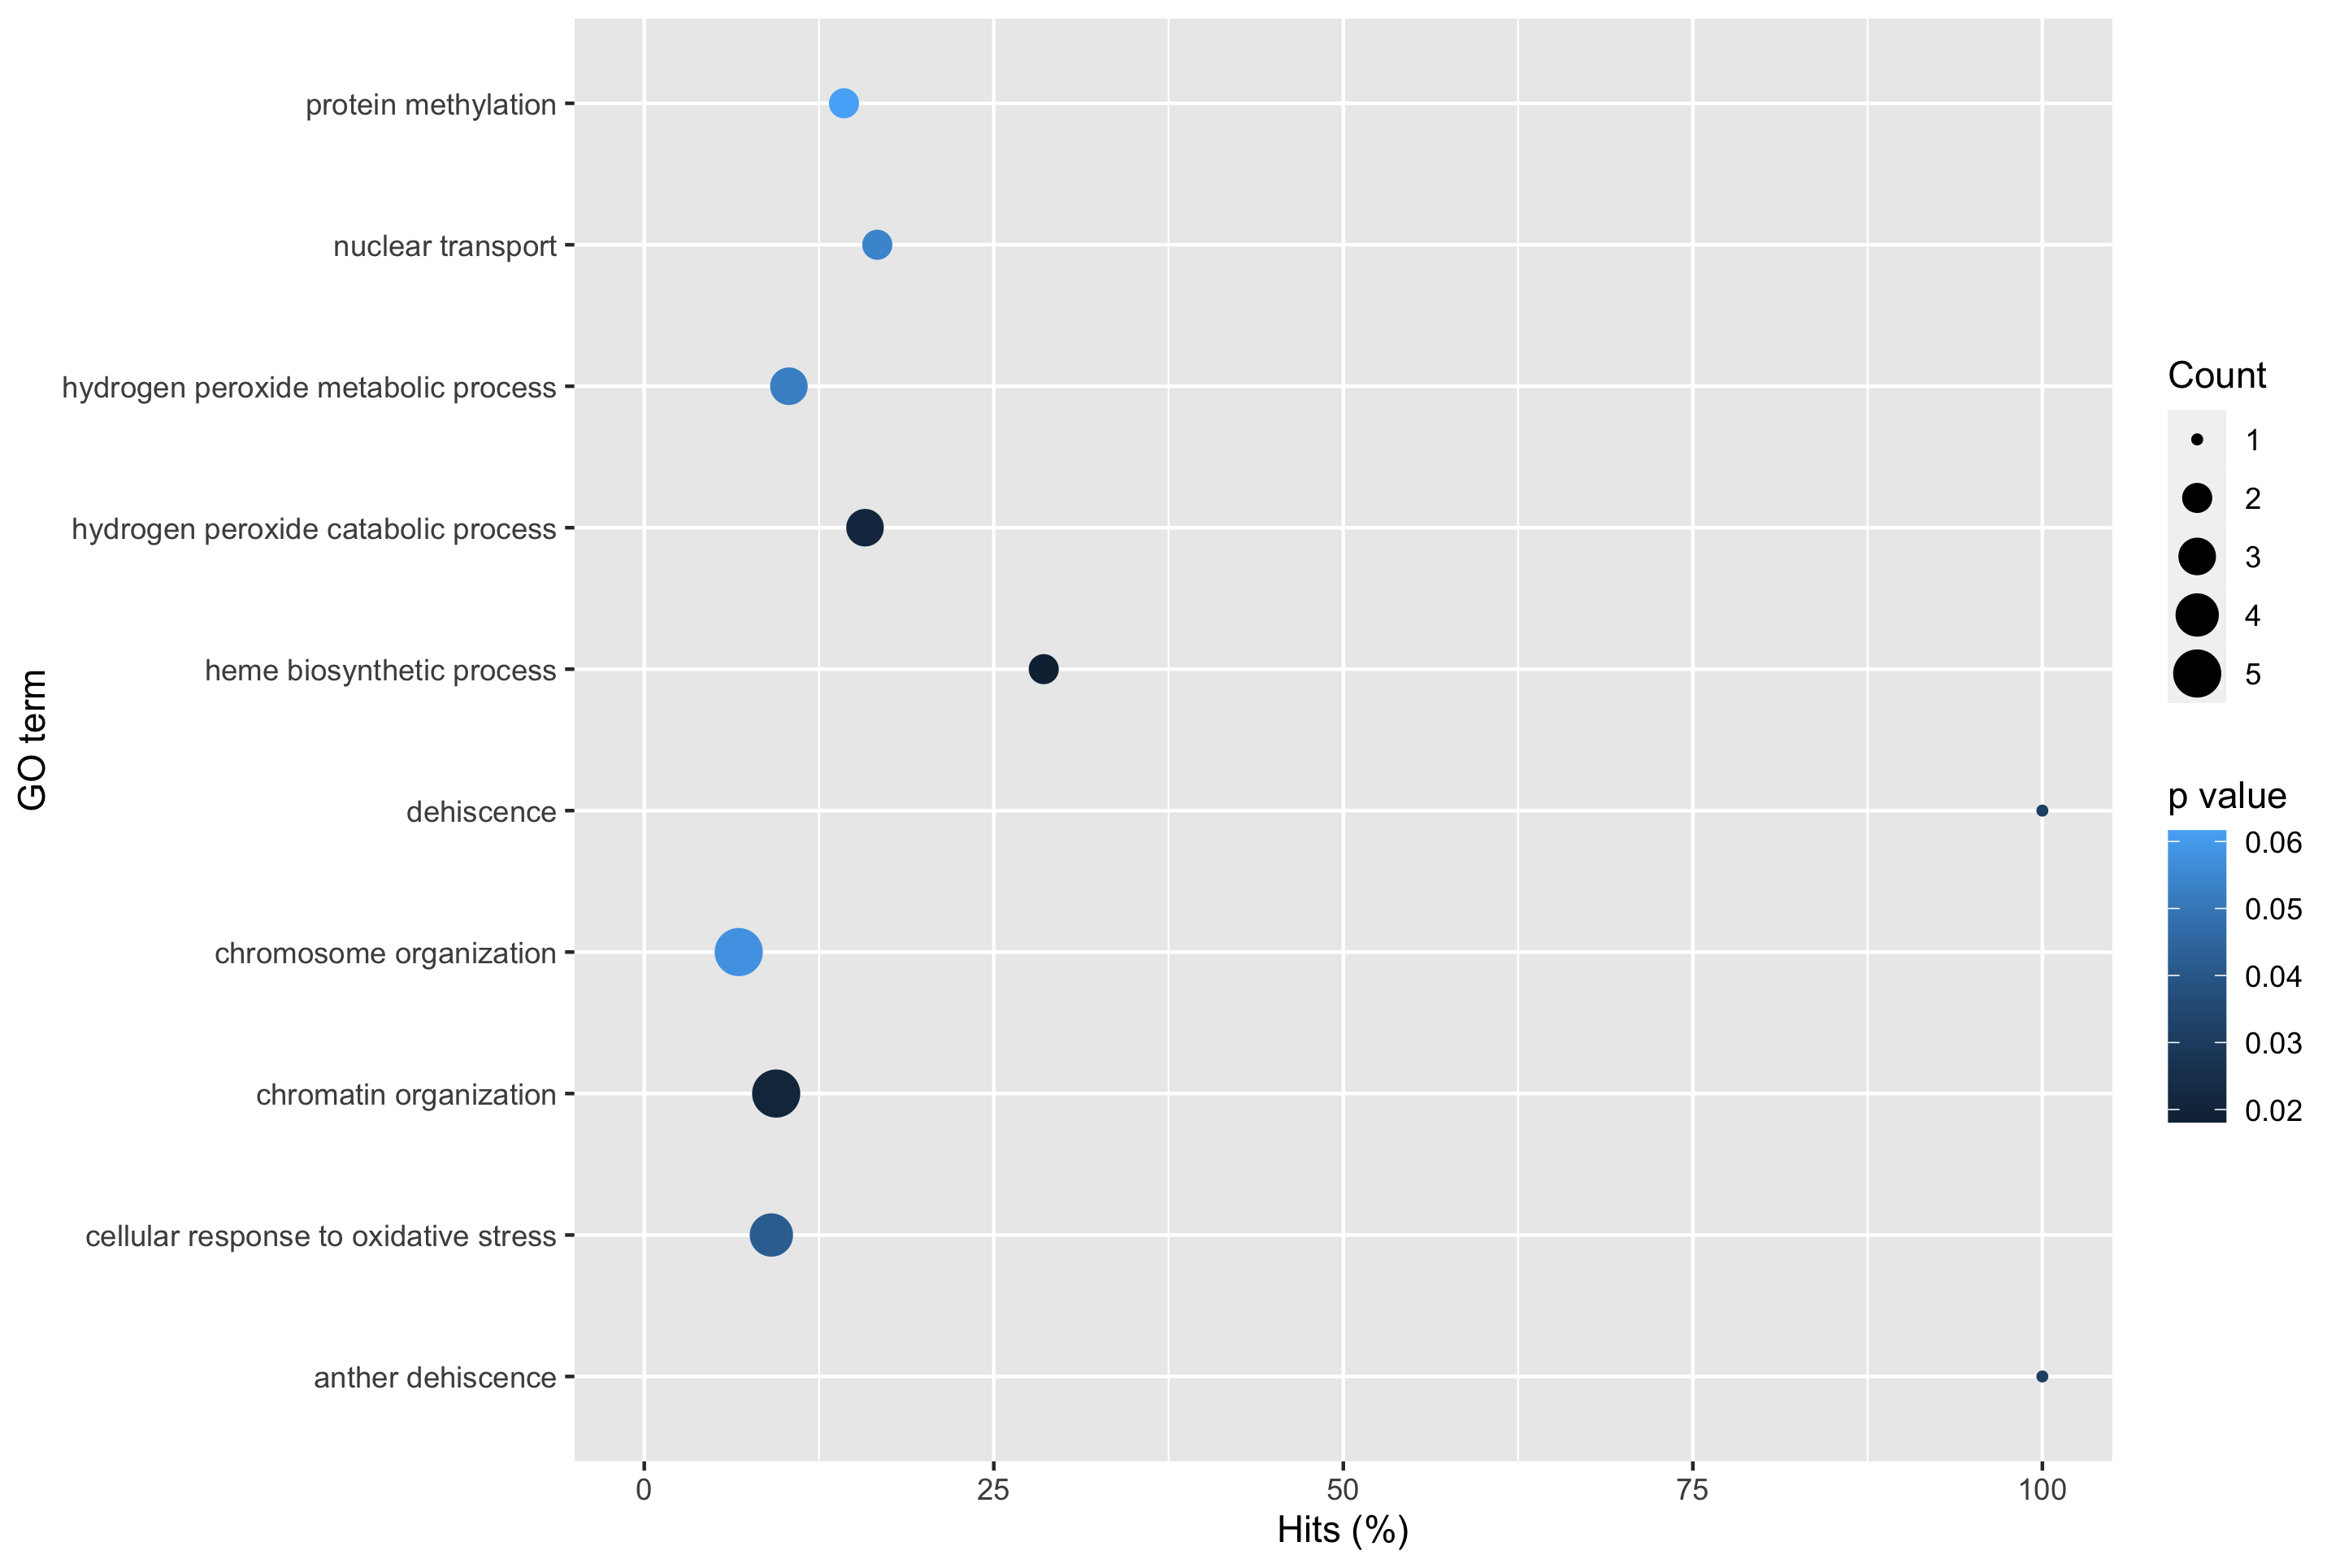 protein methylation
nuclear transport
hydrogen peroxide metabolic process
hydrogen peroxide catabolic process
heme biosynthetic process
dehiscence
chromosome organization
chromatin organization
cellular response to oxidative stress
anther dehiscence
GO term
0 25 50 75 100
Hits (%)
Count
1
2
3
4
5
p value
0.06
0.05
0.04
0.03
0.02